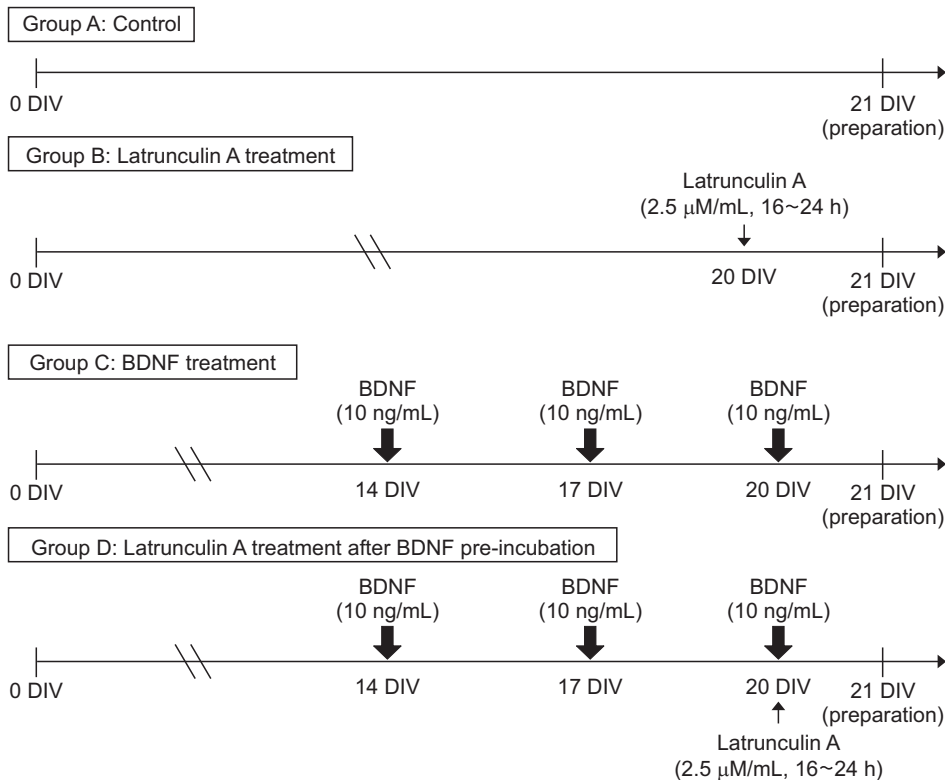 Group A: Control
0 DIV
21 DIV
(preparation)
Group B: Latrunculin A treatment
Latrunculin A
(2.5 μM/mL, 16~24 h)
0 DIV
20 DIV
21 DIV
(preparation)
Group C: BDNF treatment
BDNF
(10 ng/mL)
BDNF
(10 ng/mL)
BDNF
(10 ng/mL)
0 DIV
14 DIV
17 DIV
20 DIV
21 DIV
(preparation)
Group D: Latrunculin A treatment after BDNF pre-incubation
BDNF
(10 ng/mL)
BDNF
(10 ng/mL)
BDNF
(10 ng/mL)
0 DIV
14 DIV
17 DIV
20 DIV
21 DIV
(preparation)
Latrunculin A
(2.5 μM/mL, 16~24 h)